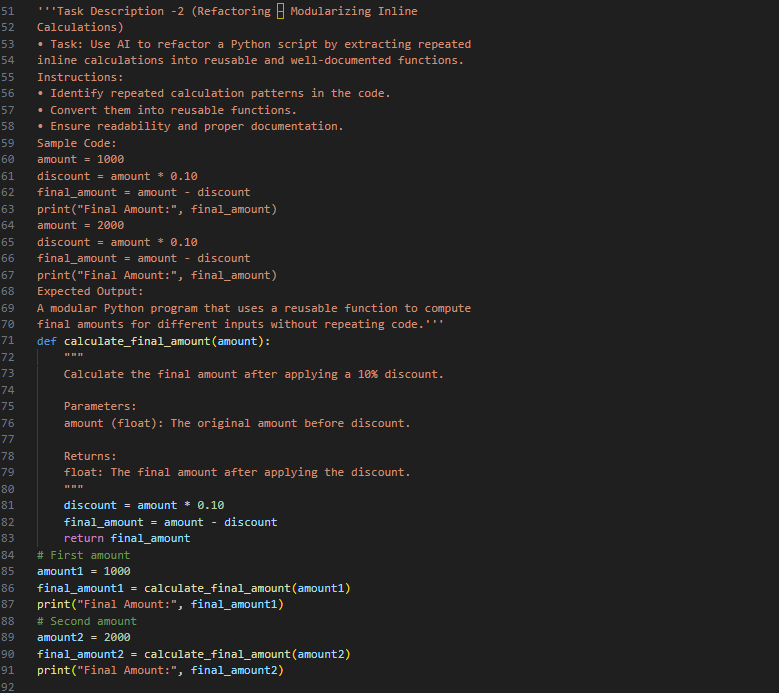 51 '''Task Description -2 (Refactoring – Modularizing Inline
52 Calculations)
53 • Task: Use AI to refactor a Python script by extracting repeated
54 inline calculations into reusable and well-documented functions.
55 Instructions:
56 • Identify repeated calculation patterns in the code.
57 • Convert them into reusable functions.
58 • Ensure readability and proper documentation.
59 Sample Code:
60 amount = 1000
61 discount = amount * 0.10
62 final_amount = amount - discount
63 print("Final Amount:", final_amount)
64 amount = 2000
65 discount = amount * 0.10
66 final_amount = amount - discount
67 print("Final Amount:", final_amount)
68 Expected Output:
69 A modular Python program that uses a reusable function to compute
70 final amounts for different inputs without repeating code.'''
71 def calculate_final_amount(amount):
72     """
73     Calculate the final amount after applying a 10% discount.
74
75     Parameters:
76     amount (float): The original amount before discount.
77
78     Returns:
79     float: The final amount after applying the discount.
80     """
81     discount = amount * 0.10
82     final_amount = amount - discount
83     return final_amount
84 # First amount
85 amount1 = 1000
86 final_amount1 = calculate_final_amount(amount1)
87 print("Final Amount:", final_amount1)
88 # Second amount
89 amount2 = 2000
90 final_amount2 = calculate_final_amount(amount2)
91 print("Final Amount:", final_amount2)
92